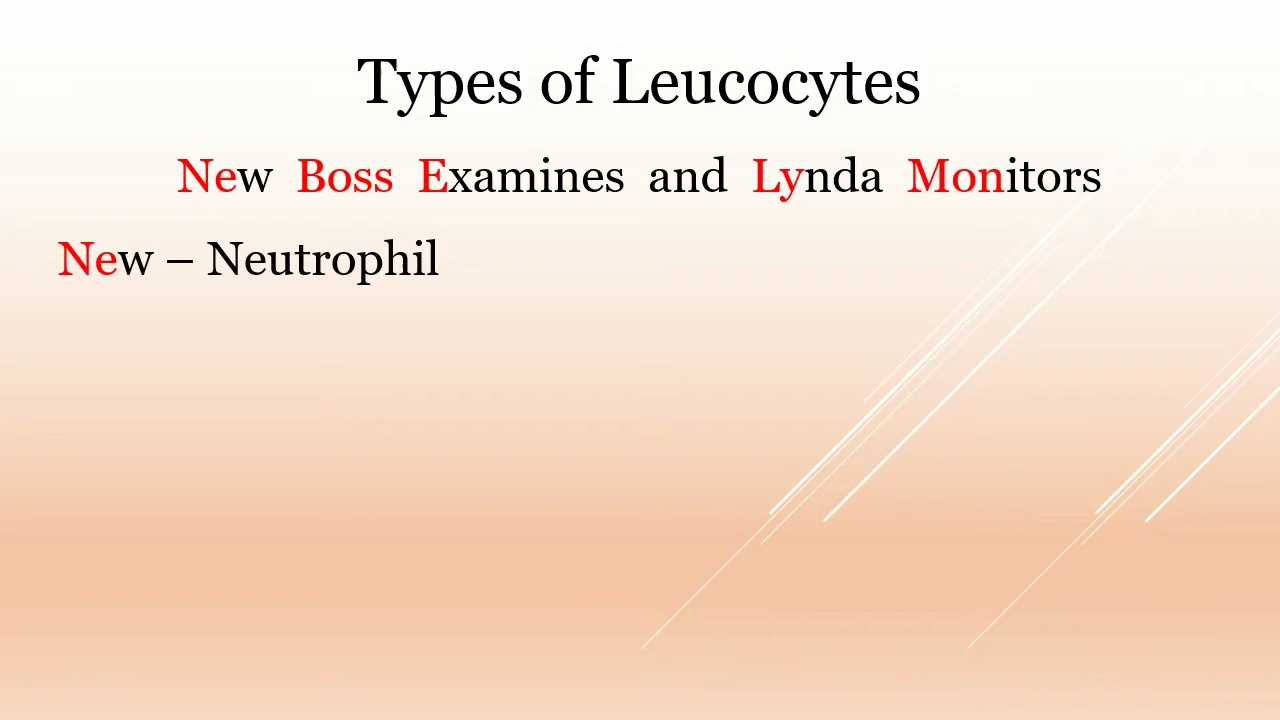 Types of Leucocytes
New Boss Examines and Lynda Monitors
New – Neutrophil